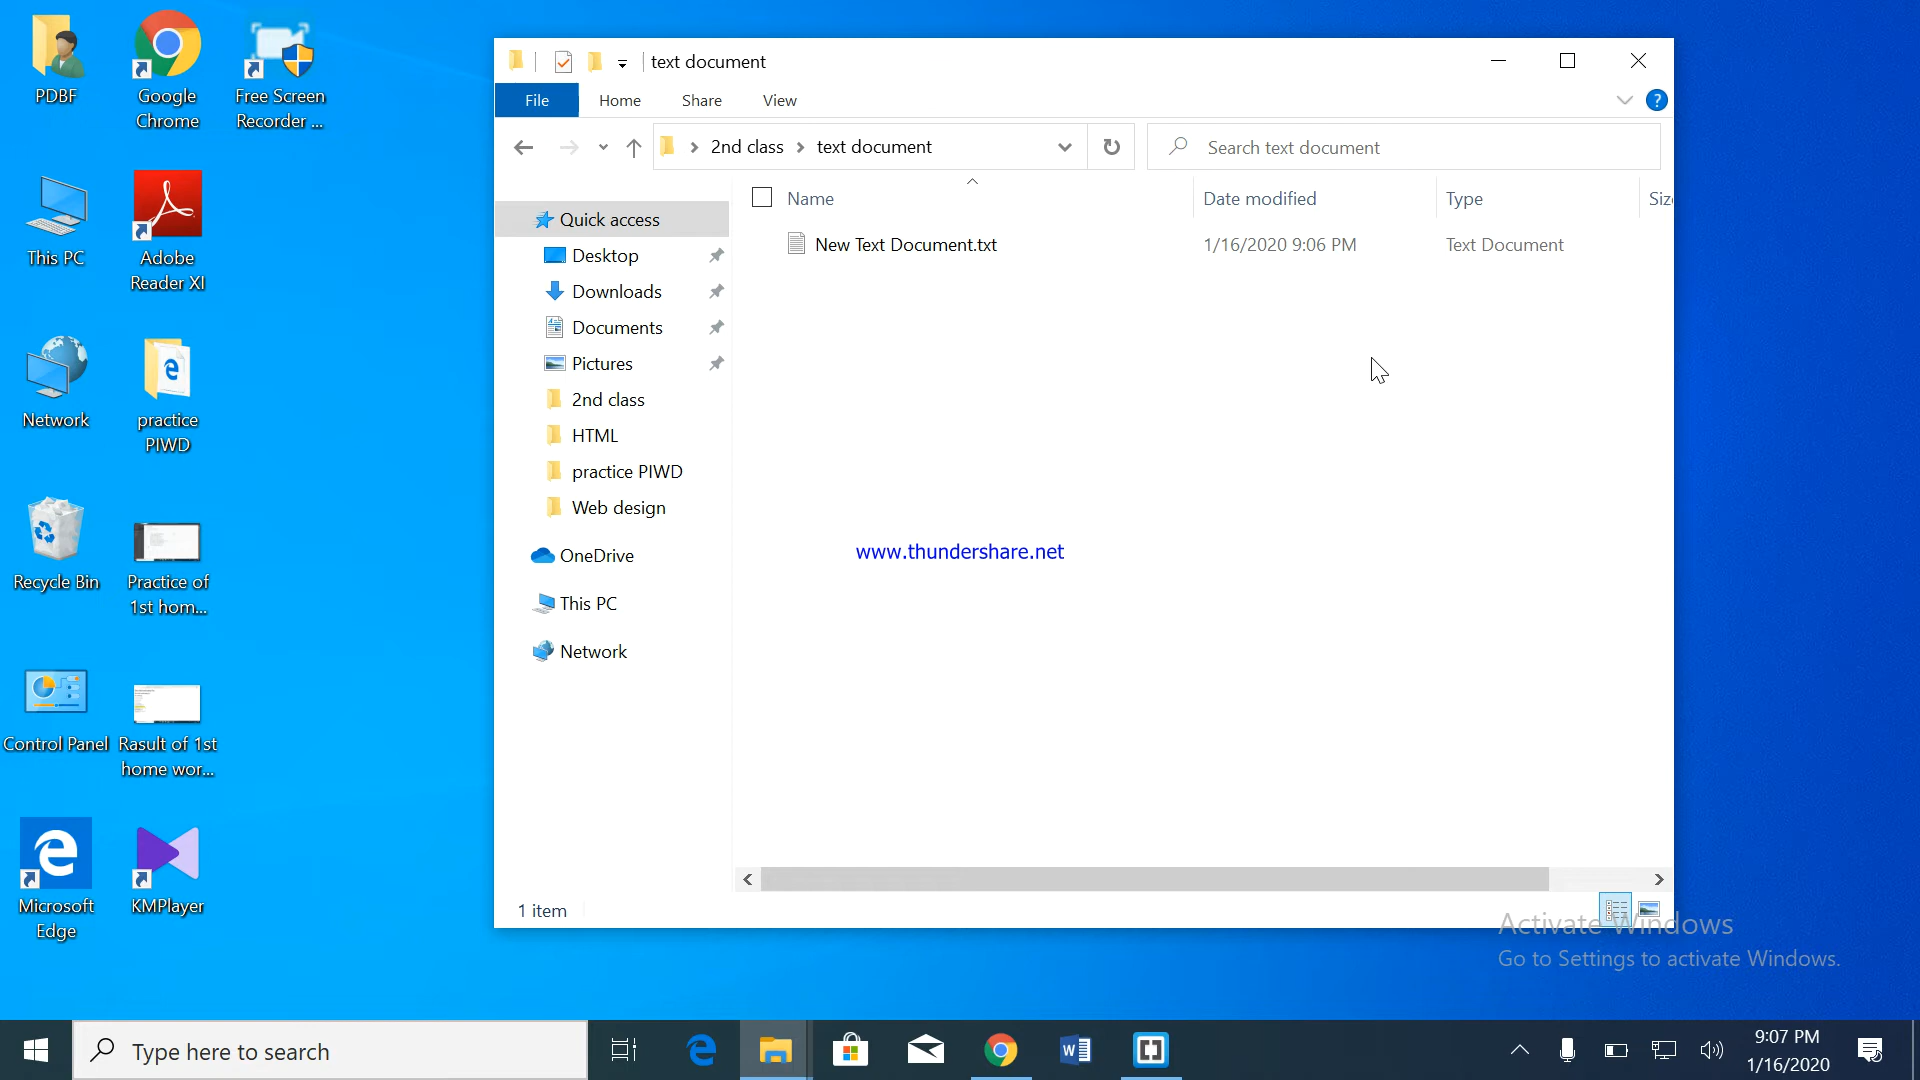 PDBF
Google
Chrome
Free Screen
Recorder ...
This PC
Adobe
Reader XI
Network
practice
PIWD
Recycle Bin
Practice of
1st hom...
Control Panel
Rasult of 1st
home wor...
Microsoft
Edge
KMPlayer
text document
File Home Share View
2nd class text document
Search text document
Name Date modified Type Siz
New Text Document.txt 1/16/2020 9:06 PM Text Document
Quick access
Desktop
Downloads
Documents
Pictures
2nd class
HTML
practice PIWD
Web design
OneDrive
This PC
Network
www.thundershare.net
1 item
Activate Windows
Go to Settings to activate Windows.
Type here to search
9:07 PM
1/16/2020